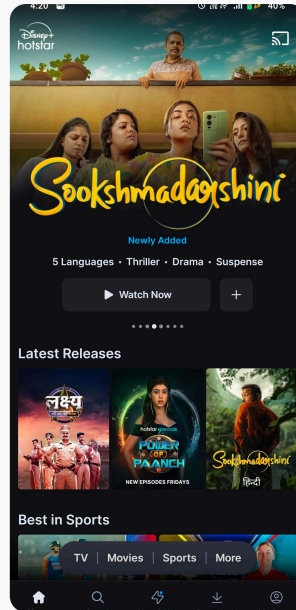 4:20
40%
Disney+
hotstar
Sookshmadarshini
Newly Added
5 Languages • Thriller • Drama • Suspense
Watch Now
+
Latest Releases
लक्ष्य
hotstar specials
POWER
OF
PAANCH
NEW EPISODES FRIDAYS
Sookshmadarshini
हिन्दी
Best in Sports
TV | Movies | Sports | More